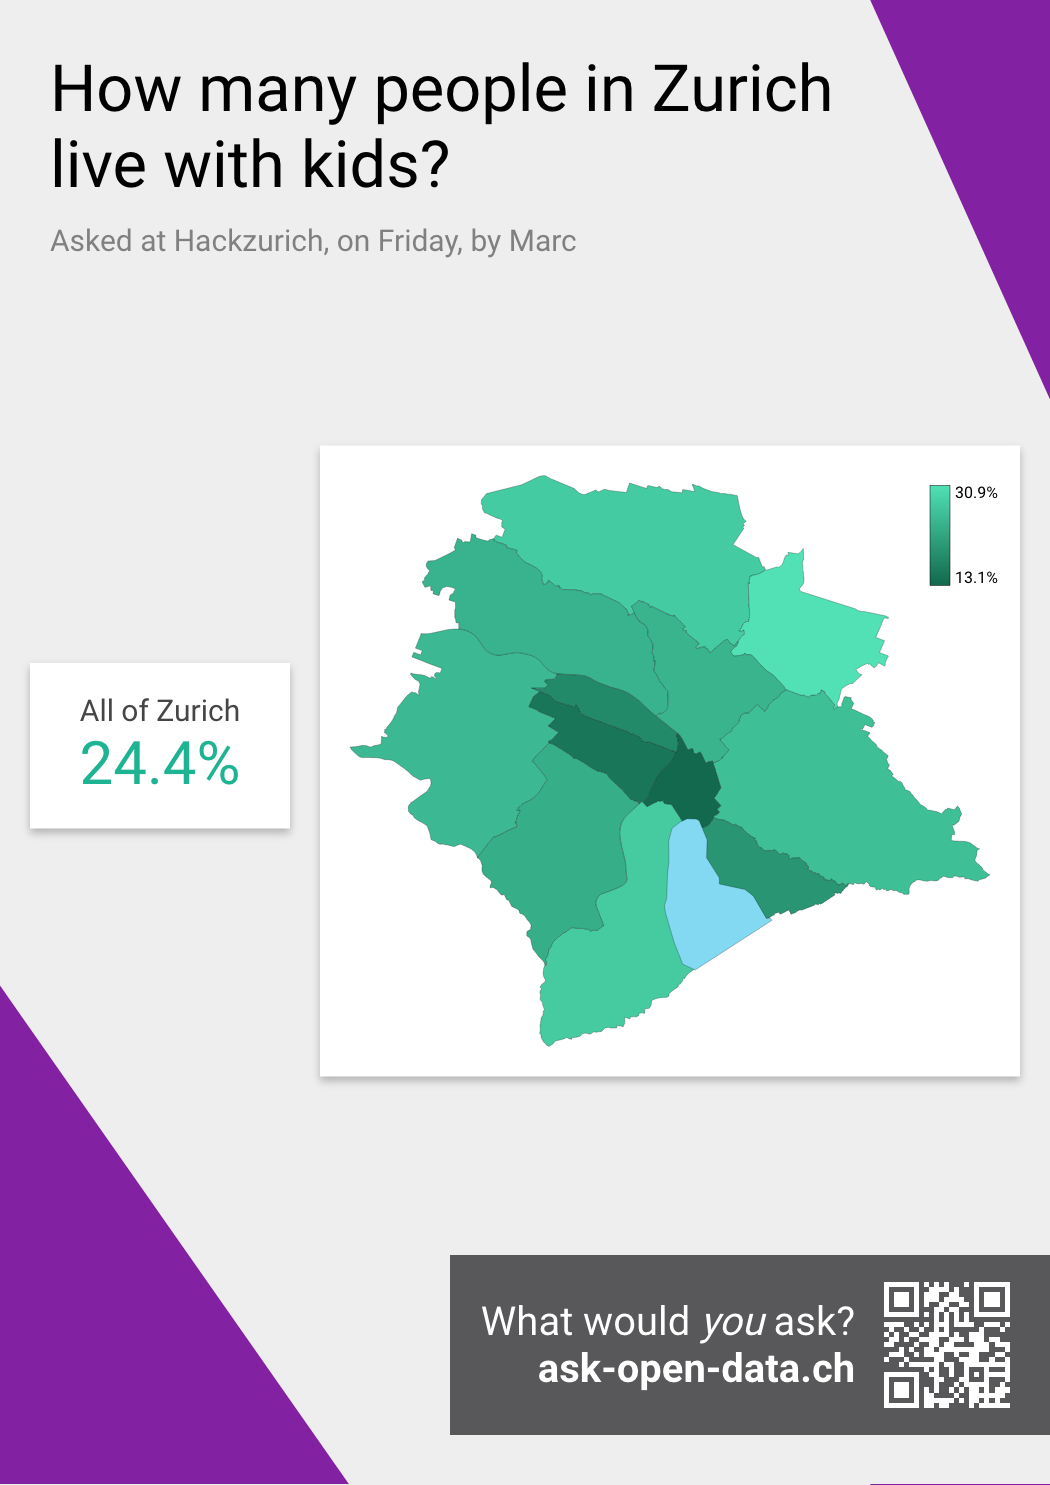 How many people in Zurich
live with kids?
Asked at Hackzurich, on Friday, by Marc
30.9%
13.1%
All of Zurich
24.4%
What would you ask?
ask-open-data.ch